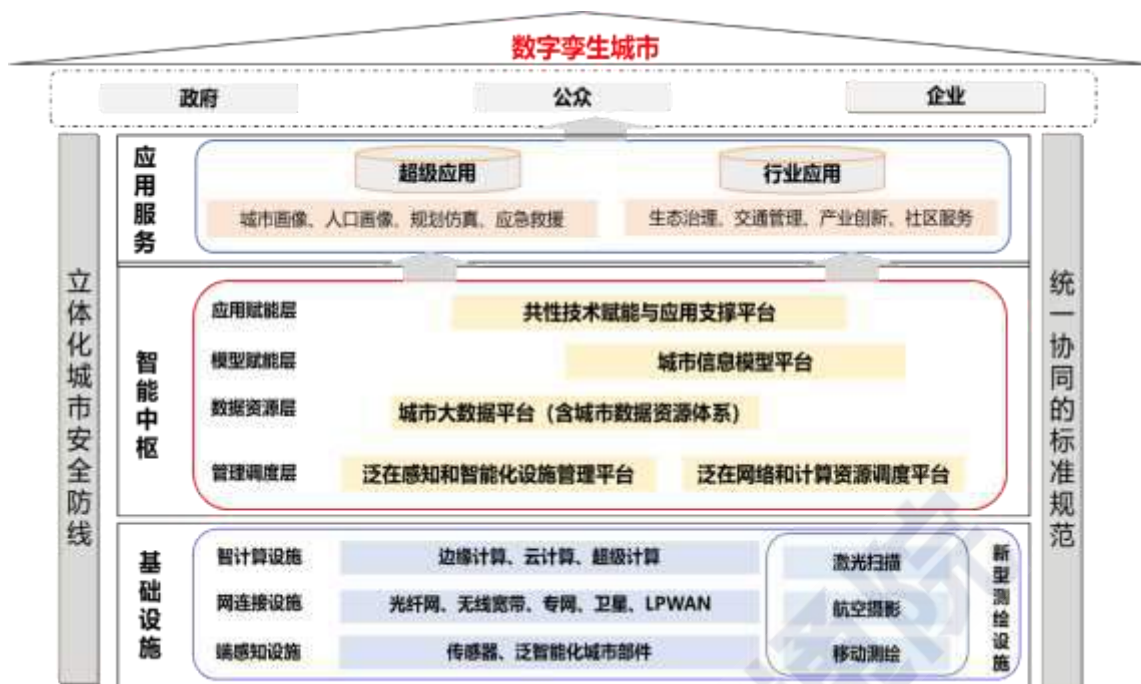 数字孪生城市
政府
公众
企业
立体化城市安全防线
应用服务
超级应用
行业应用
城市画像、人口画像、规划仿真、应急救援
生态治理、交通管理、产业创新、社区服务
智能中枢
应用赋能层
共性技术赋能与应用支撑平台
模型赋能层
城市信息模型平台
数据资源层
城市大数据平台（含城市数据资源体系）
管理调度层
泛在感知和智能化设施管理平台
泛在网络和计算资源调度平台
基础设施
智计算设施
边缘计算、云计算、超级计算
激光扫描
网连接设施
光纤网、无线宽带、专网、卫星、LPWAN
航空摄影
端感知设施
传感器、泛智能化城市部件
移动测绘
新型测绘设施
统一协同的标准规范